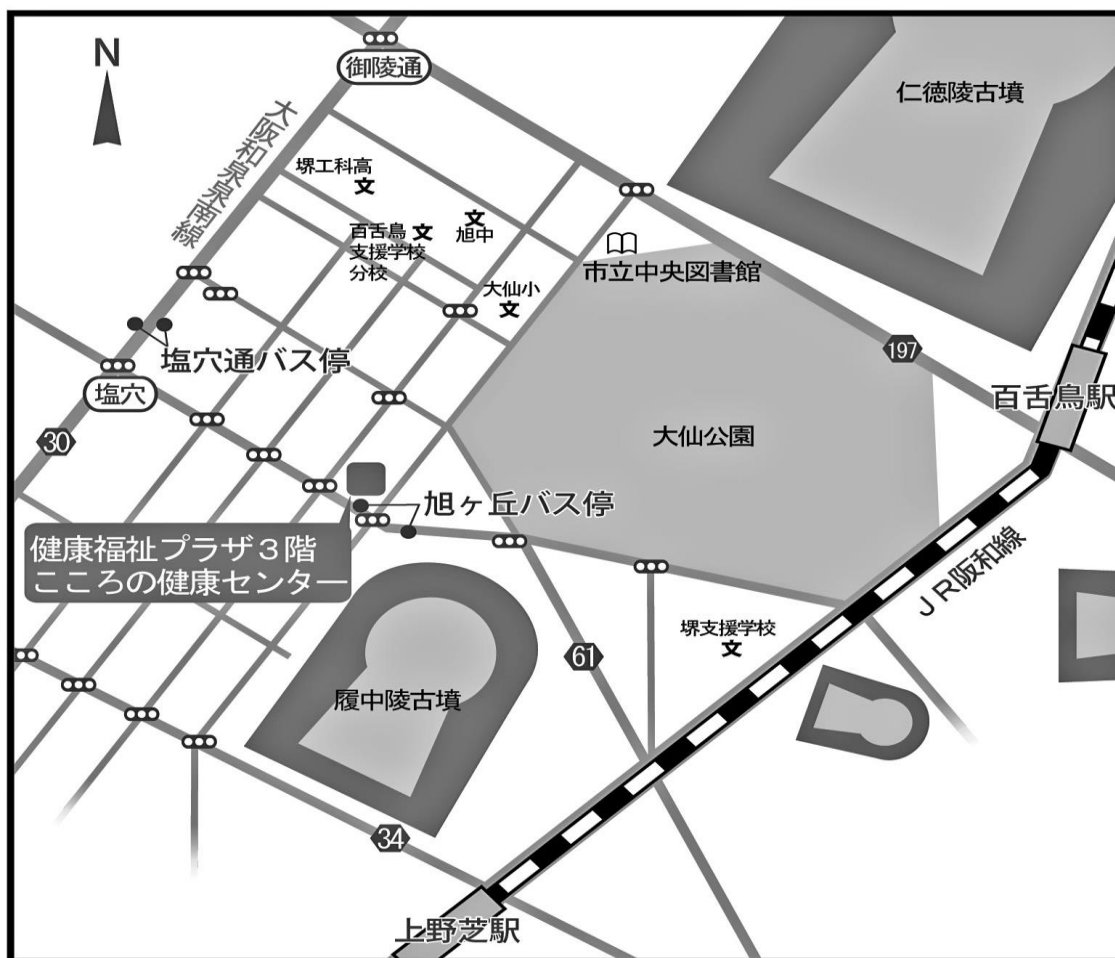 N
御陵通
仁徳陵古墳
大阪和泉泉南線
堺工科高
文
百舌鳥
支援学校
分校
文
文
旭中
市立中央図書館
大仙小
文
塩穴通バス停
塩穴
197
百舌鳥駅
30
大仙公園
旭ヶ丘バス停
健康福祉プラザ3階
こころの健康センター
JR阪和線
堺支援学校
文
61
履中陵古墳
34
上野芝駅